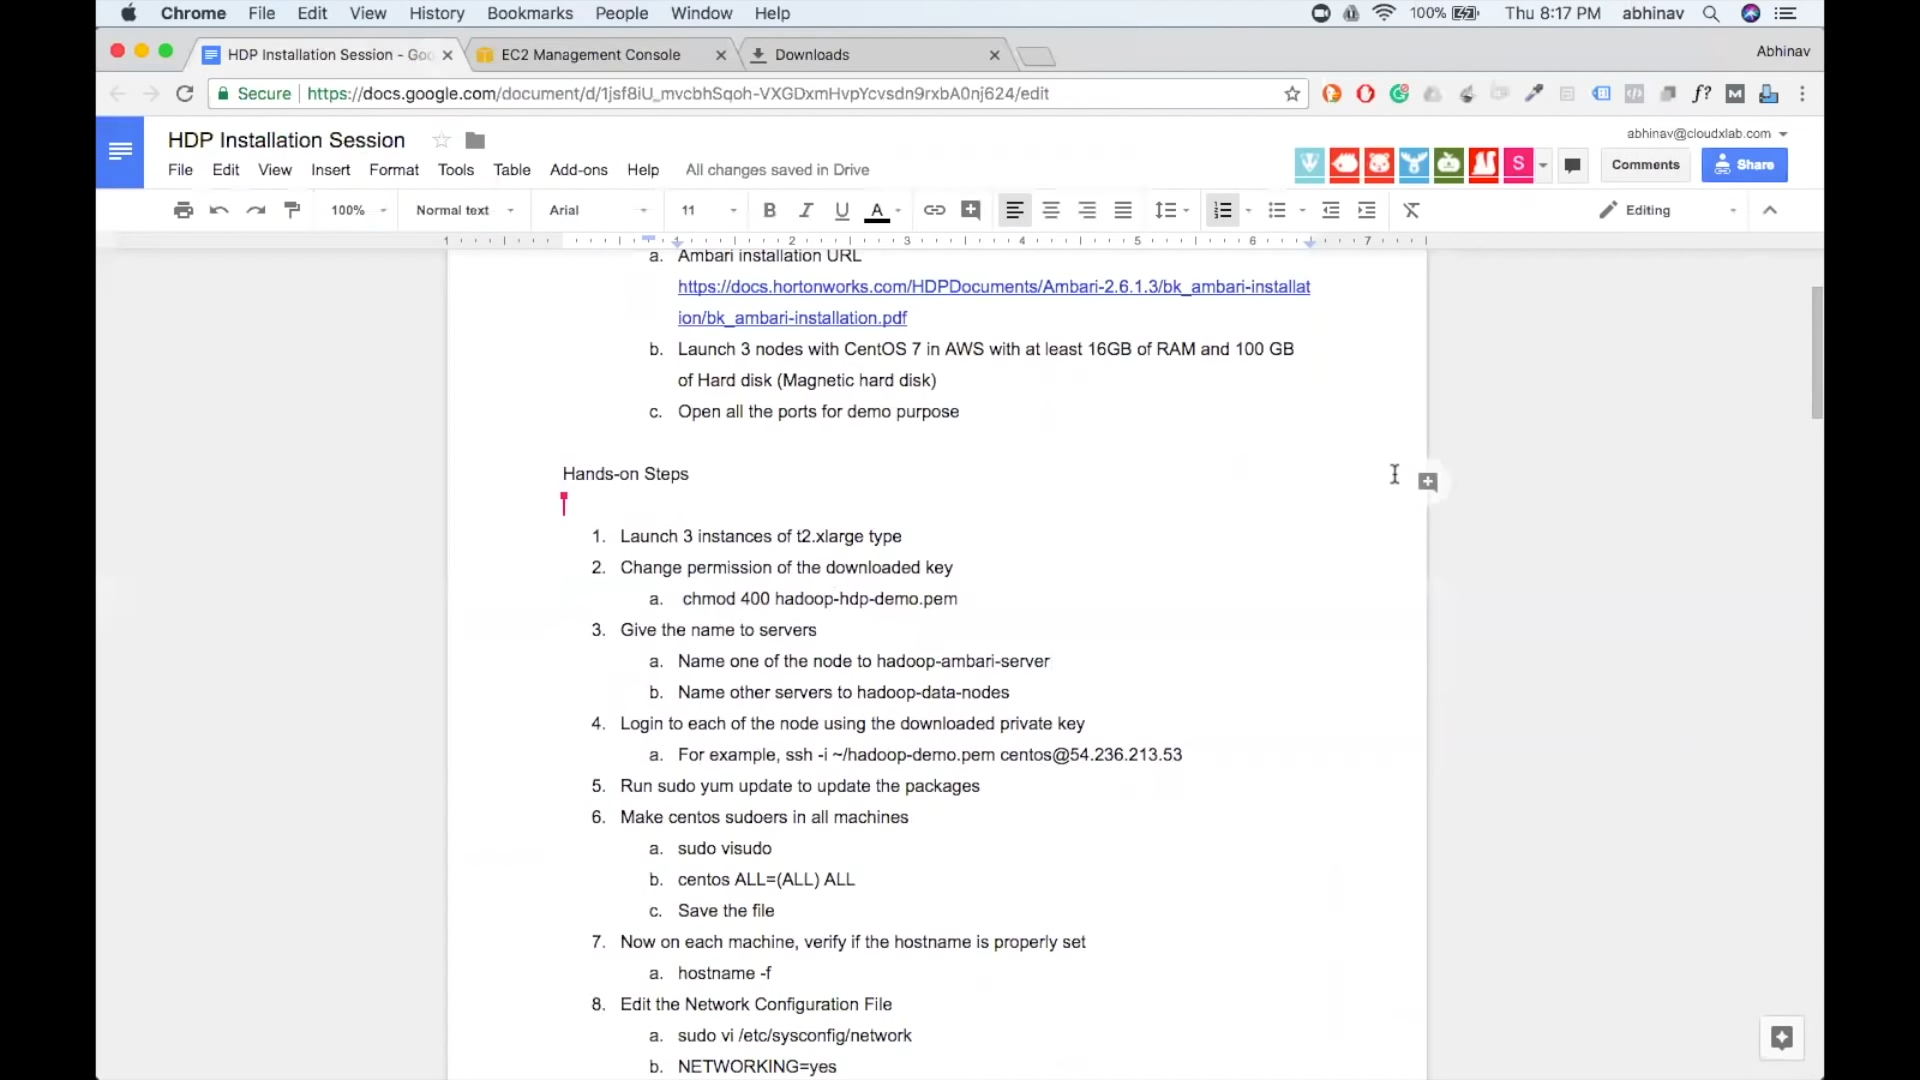 Chrome File Edit View History Bookmarks People Window Help 100% Thu 8:17 PM abhinav
HDP Installation Session - Goo EC2 Management Console Downloads Abhinav
Secure https://docs.google.com/document/d/1jsf8iU_mvcbhSqoh-VXGDxmHvpYcvsdn9rxbA0nj624/edit
HDP Installation Session abhinav@cloudxlab.com
File Edit View Insert Format Tools Table Add-ons Help All changes saved in Drive S Comments Share
100% Normal text Arial 11 B I U A Editing
1 1 2 3 4 5 6 7
a. Ambari installation URL
https://docs.hortonworks.com/HDPDocuments/Ambari-2.6.1.3/bk_ambari-installat
ion/bk_ambari-installation.pdf
b. Launch 3 nodes with CentOS 7 in AWS with at least 16GB of RAM and 100 GB
of Hard disk (Magnetic hard disk)
c. Open all the ports for demo purpose
Hands-on Steps
1. Launch 3 instances of t2.xlarge type
2. Change permission of the downloaded key
a. chmod 400 hadoop-hdp-demo.pem
3. Give the name to servers
a. Name one of the node to hadoop-ambari-server
b. Name other servers to hadoop-data-nodes
4. Login to each of the node using the downloaded private key
a. For example, ssh -i ~/hadoop-demo.pem centos@54.236.213.53
5. Run sudo yum update to update the packages
6. Make centos sudoers in all machines
a. sudo visudo
b. centos ALL=(ALL) ALL
c. Save the file
7. Now on each machine, verify if the hostname is properly set
a. hostname -f
8. Edit the Network Configuration File
a. sudo vi /etc/sysconfig/network
b. NETWORKING=yes